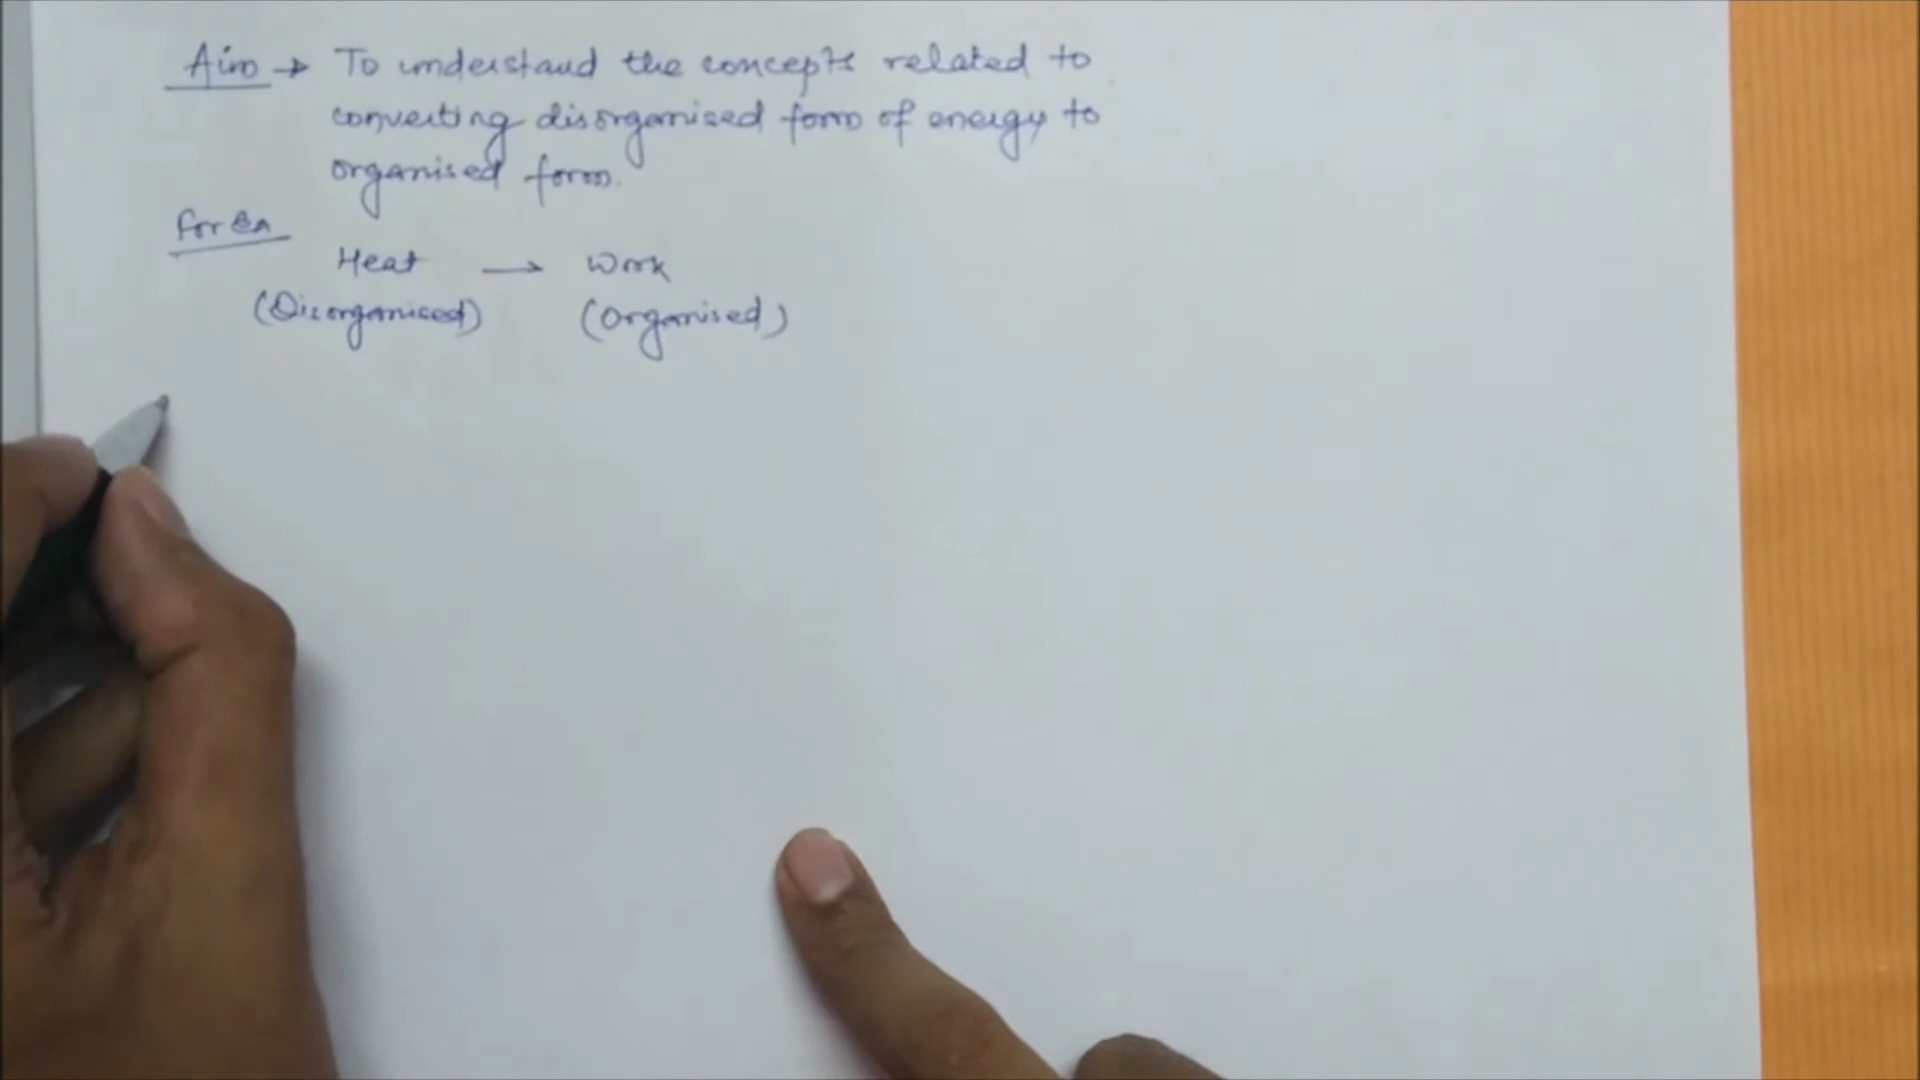 Aim → To understand the concepts related to
converting disorganised form of energy to
organised form.
For Ex
Heat → Work
(Disorganised) (Organised)